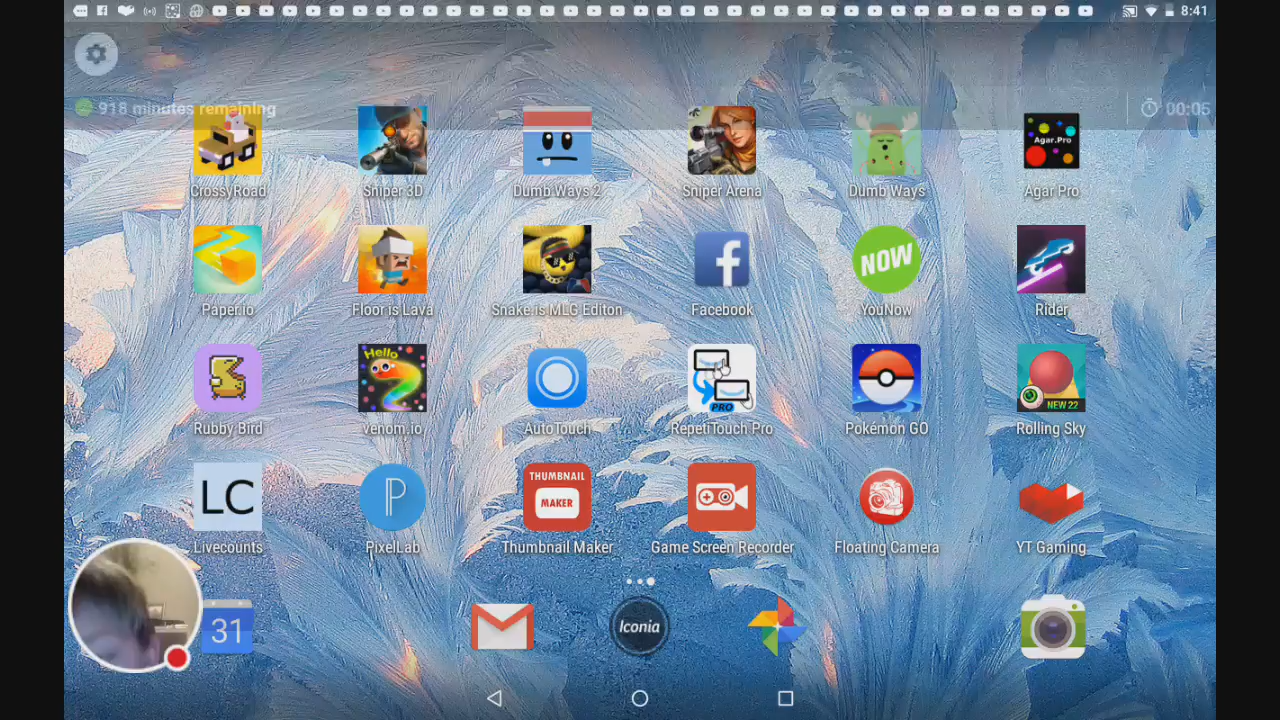 8:41
918 minutes remaining
00:05
Agar.Pro
CrossyRoad
Sniper 3D
Dumb Ways 2
Sniper Arena
Dumb Ways
Agar Pro
NOW
Paper.io
Floor is Lava
Snake.is MLG Editon
Facebook
YouNow
Rider
Hello
PRO
NEW 22
Rubby Bird
Venom.io
AutoTouch
RepetiTouch Pro
Pokémon GO
Rolling Sky
LC
P
THUMBNAIL
MAKER
Livecounts
PixelLab
Thumbnail Maker
Game Screen Recorder
Floating Camera
YT Gaming
31
Iconia